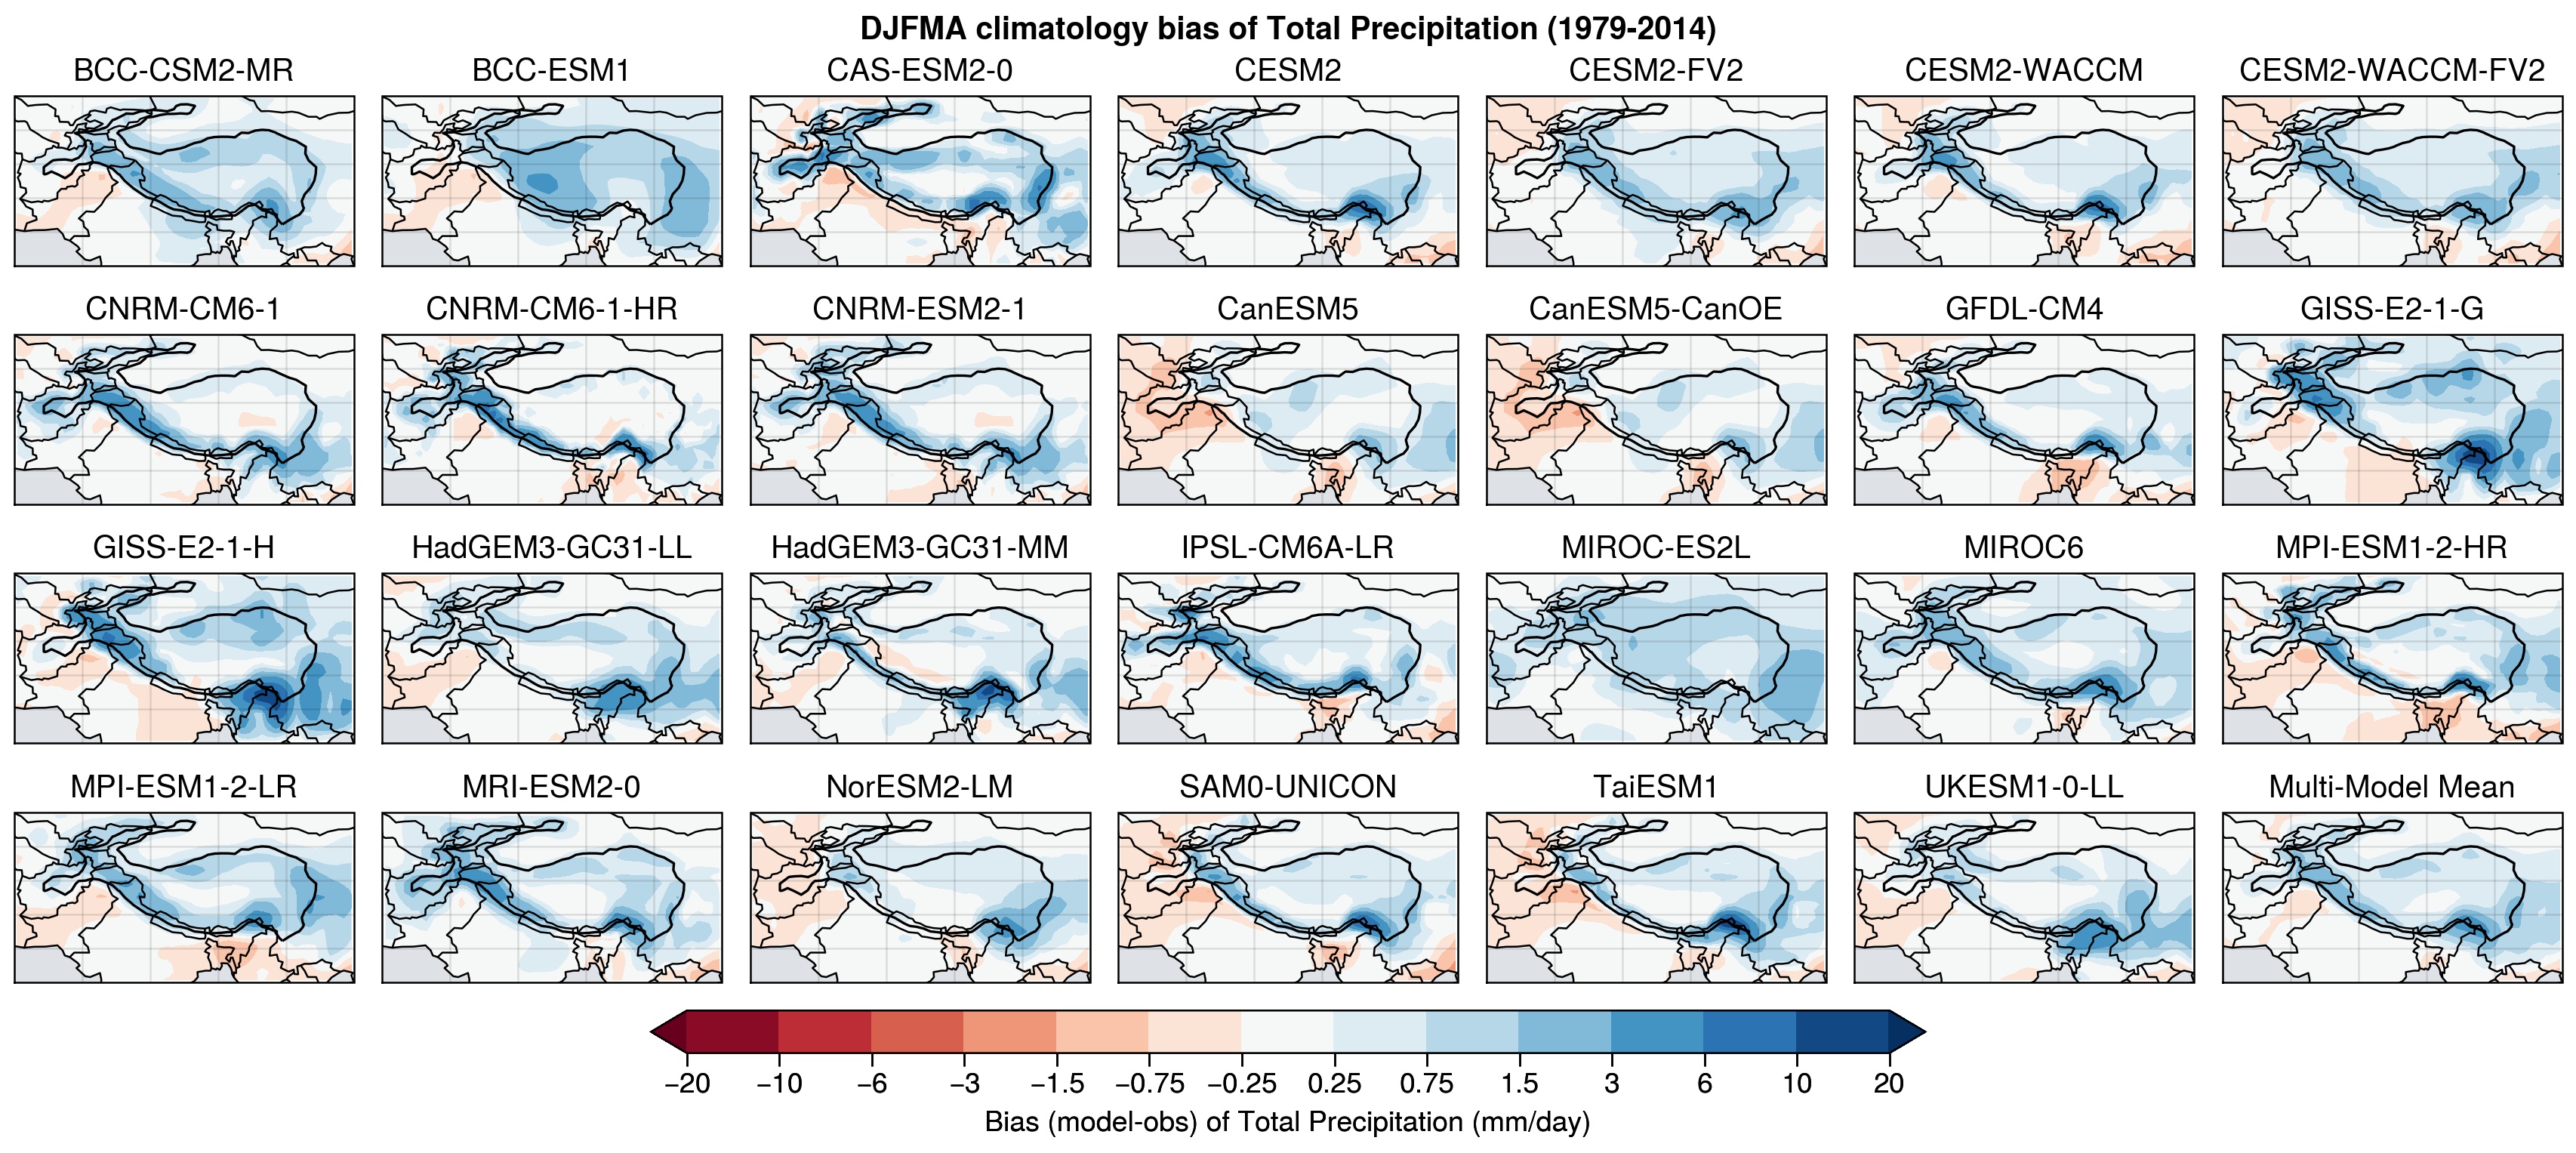 DJFMA climatology bias of Total Precipitation (1979-2014)
BCC-CSM2-MR BCC-ESM1 CAS-ESM2-0 CESM2 CESM2-FV2 CESM2-WACCM CESM2-WACCM-FV2
CNRM-CM6-1 CNRM-CM6-1-HR CNRM-ESM2-1 CanESM5 CanESM5-CanOE GFDL-CM4 GISS-E2-1-G
GISS-E2-1-H HadGEM3-GC31-LL HadGEM3-GC31-MM IPSL-CM6A-LR MIROC-ES2L MIROC6 MPI-ESM1-2-HR
MPI-ESM1-2-LR MRI-ESM2-0 NorESM2-LM SAM0-UNICON TaiESM1 UKESM1-0-LL Multi-Model Mean
−20 −10 −6 −3 −1.5 −0.75 −0.25 0.25 0.75 1.5 3 6 10 20
Bias (model-obs) of Total Precipitation (mm/day)